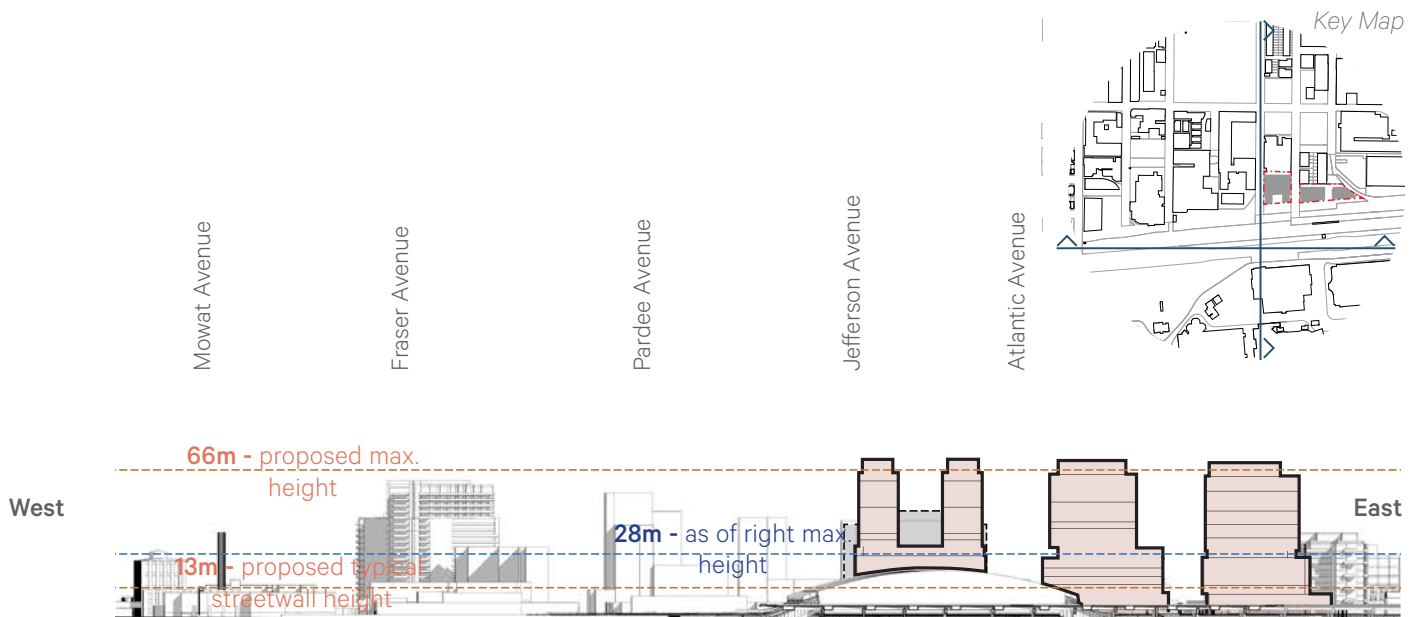 Key Map
Mowat Avenue
Fraser Avenue
Pardee Avenue
Jefferson Avenue
Atlantic Avenue
66m - proposed max.
height
West
East
28m - as of right max.
height
13m - proposed typical
streetwall height